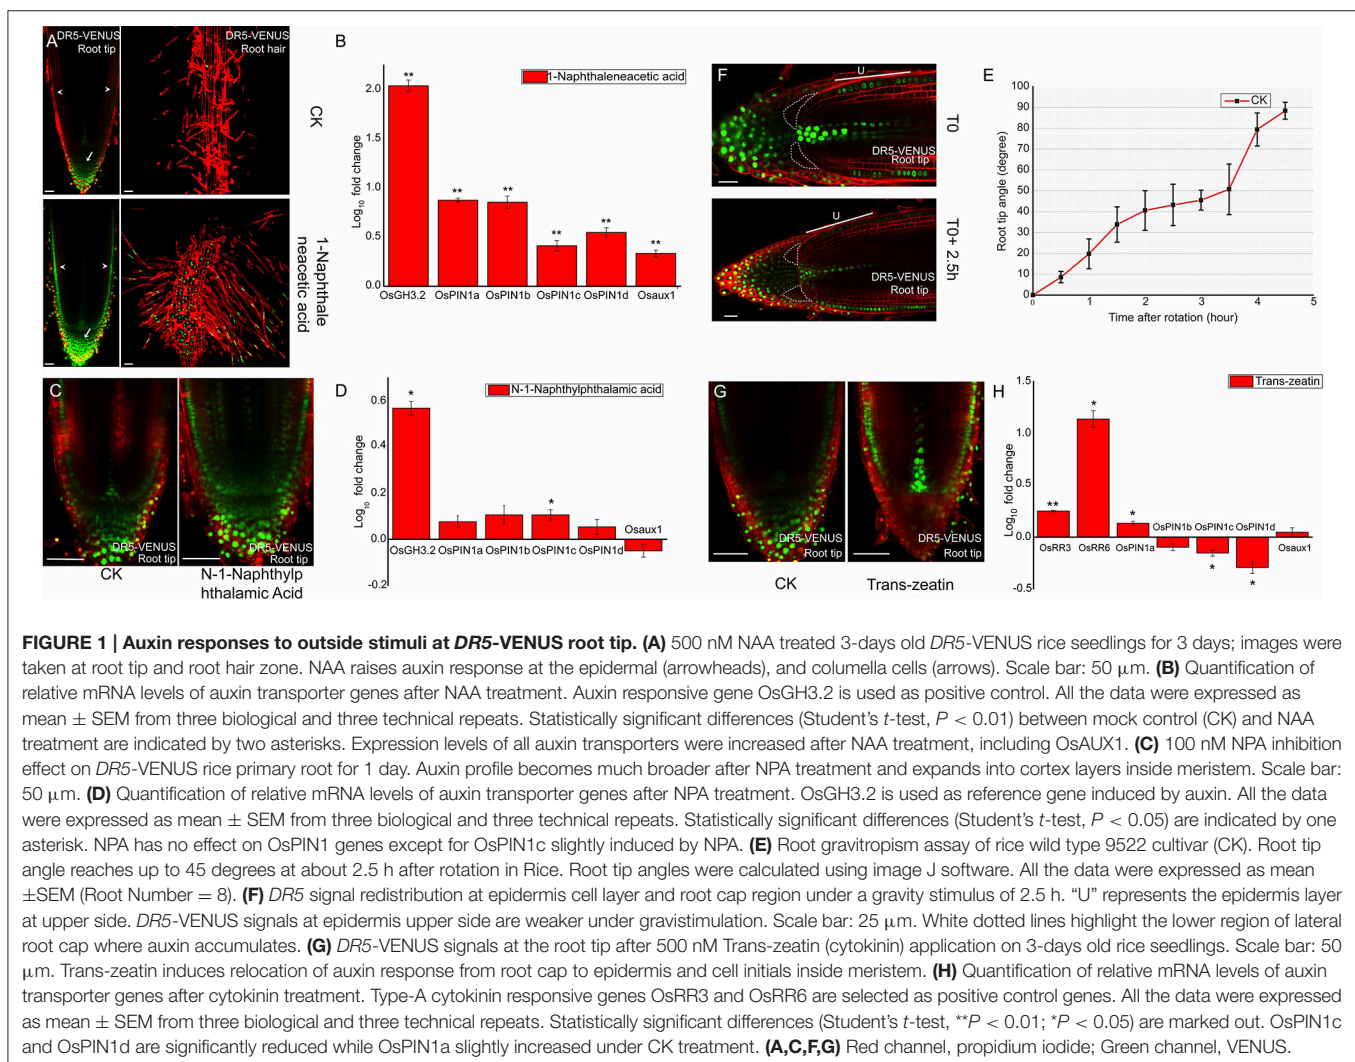 A
DR5-VENUS
Root tip
DR5-VENUS
Root hair
CK
1-Naphthale
neacetic acid
B
1-Naphthaleneacetic acid
Log10 fold change
2.0
1.5
1.0
0.5
0.0
**
**
**
**
**
**
OsGH3.2 OsPIN1a OsPIN1b OsPIN1c OsPIN1d Osaux1
F
U
DR5-VENUS
Root tip
T0
U
DR5-VENUS
Root tip
T0+ 2.5h
E
CK
Root tip angle (degree)
100
90
80
70
60
50
40
30
20
10
0
0 1 2 3 4 5
Time after rotation (hour)
C
DR5-VENUS
Root tip
DR5-VENUS
Root tip
CK
N-1-Naphthylp
hthalamic Acid
D
N-1-Naphthylphthalamic acid
Log10 fold change
0.6
0.4
0.2
0.0
-0.2
*
*
Osaux1
OsGH3.2 OsPIN1a OsPIN1b OsPIN1c OsPIN1d
G
DR5-VENUS
Root tip
DR5-VENUS
Root tip
CK
Trans-zeatin
H
Trans-zeatin
Log10 fold change
1.5
1.0
0.5
0.0
-0.5
**
*
*
OsPIN1b OsPIN1c OsPIN1d
OsRR3 OsRR6 OsPIN1a Osaux1
*
*
FIGURE 1 | Auxin responses to outside stimuli at DR5-VENUS root tip. (A) 500 nM NAA treated 3-days old DR5-VENUS rice seedlings for 3 days; images were
taken at root tip and root hair zone. NAA raises auxin response at the epidermal (arrowheads), and columella cells (arrows). Scale bar: 50 μm. (B) Quantification of
relative mRNA levels of auxin transporter genes after NAA treatment. Auxin responsive gene OsGH3.2 is used as positive control. All the data were expressed as
mean ± SEM from three biological and three technical repeats. Statistically significant differences (Student's t-test, P < 0.01) between mock control (CK) and NAA
treatment are indicated by two asterisks. Expression levels of all auxin transporters were increased after NAA treatment, including OsAUX1. (C) 100 nM NPA inhibition
effect on DR5-VENUS rice primary root for 1 day. Auxin profile becomes much broader after NPA treatment and expands into cortex layers inside meristem. Scale bar:
50 μm. (D) Quantification of relative mRNA levels of auxin transporter genes after NPA treatment. OsGH3.2 is used as reference gene induced by auxin. All the data
were expressed as mean ± SEM from three biological and three technical repeats. Statistically significant differences (Student's t-test, P < 0.05) are indicated by one
asterisk. NPA has no effect on OsPIN1 genes except for OsPIN1c slightly induced by NPA. (E) Root gravitropism assay of rice wild type 9522 cultivar (CK). Root tip
angle reaches up to 45 degrees at about 2.5 h after rotation in Rice. Root tip angles were calculated using image J software. All the data were expressed as mean
±SEM (Root Number = 8). (F) DR5 signal redistribution at epidermis cell layer and root cap region under a gravity stimulus of 2.5 h. "U" represents the epidermis layer
at upper side. DR5-VENUS signals at epidermis upper side are weaker under gravistimulation. Scale bar: 25 μm. White dotted lines highlight the lower region of lateral
root cap where auxin accumulates. (G) DR5-VENUS signals at the root tip after 500 nM Trans-zeatin (cytokinin) application on 3-days old rice seedlings. Scale bar: 50
μm. Trans-zeatin induces relocation of auxin response from root cap to epidermis and cell initials inside meristem. (H) Quantification of relative mRNA levels of auxin
transporter genes after cytokinin treatment. Type-A cytokinin responsive genes OsRR3 and OsRR6 are selected as positive control genes. All the data were expressed
as mean ± SEM from three biological and three technical repeats. Statistically significant differences (Student's t-test, **P < 0.01; *P < 0.05) are marked out. OsPIN1c
and OsPIN1d are significantly reduced while OsPIN1a slightly increased under CK treatment. (A,C,F,G) Red channel, propidium iodide; Green channel, VENUS.